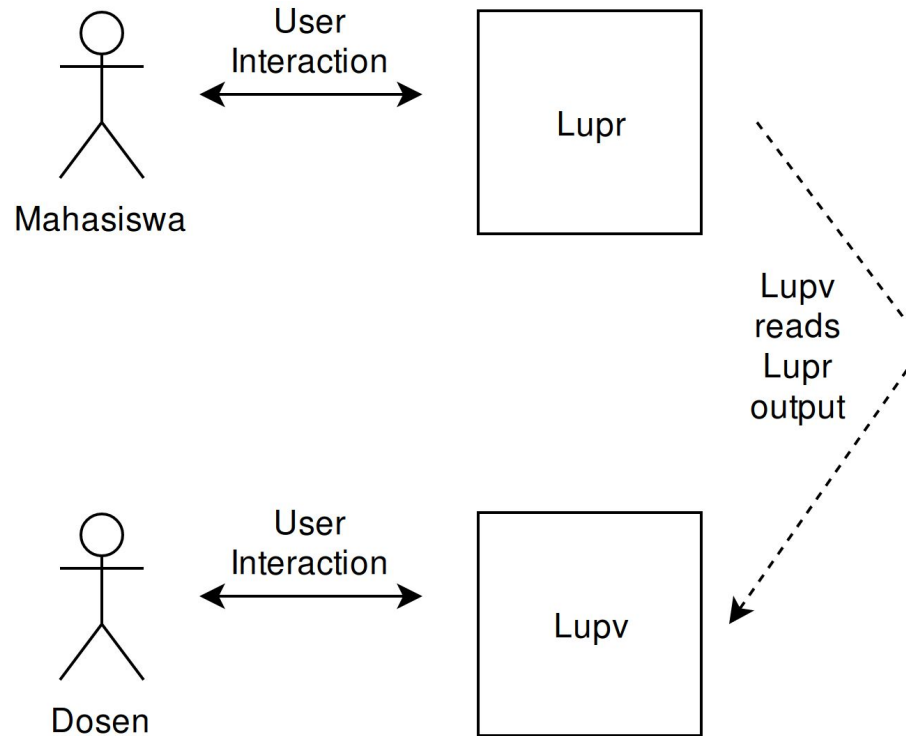 User
Interaction
Lupr
Mahasiswa
Lupv
reads
Lupr
output
User
Interaction
Lupv
Dosen